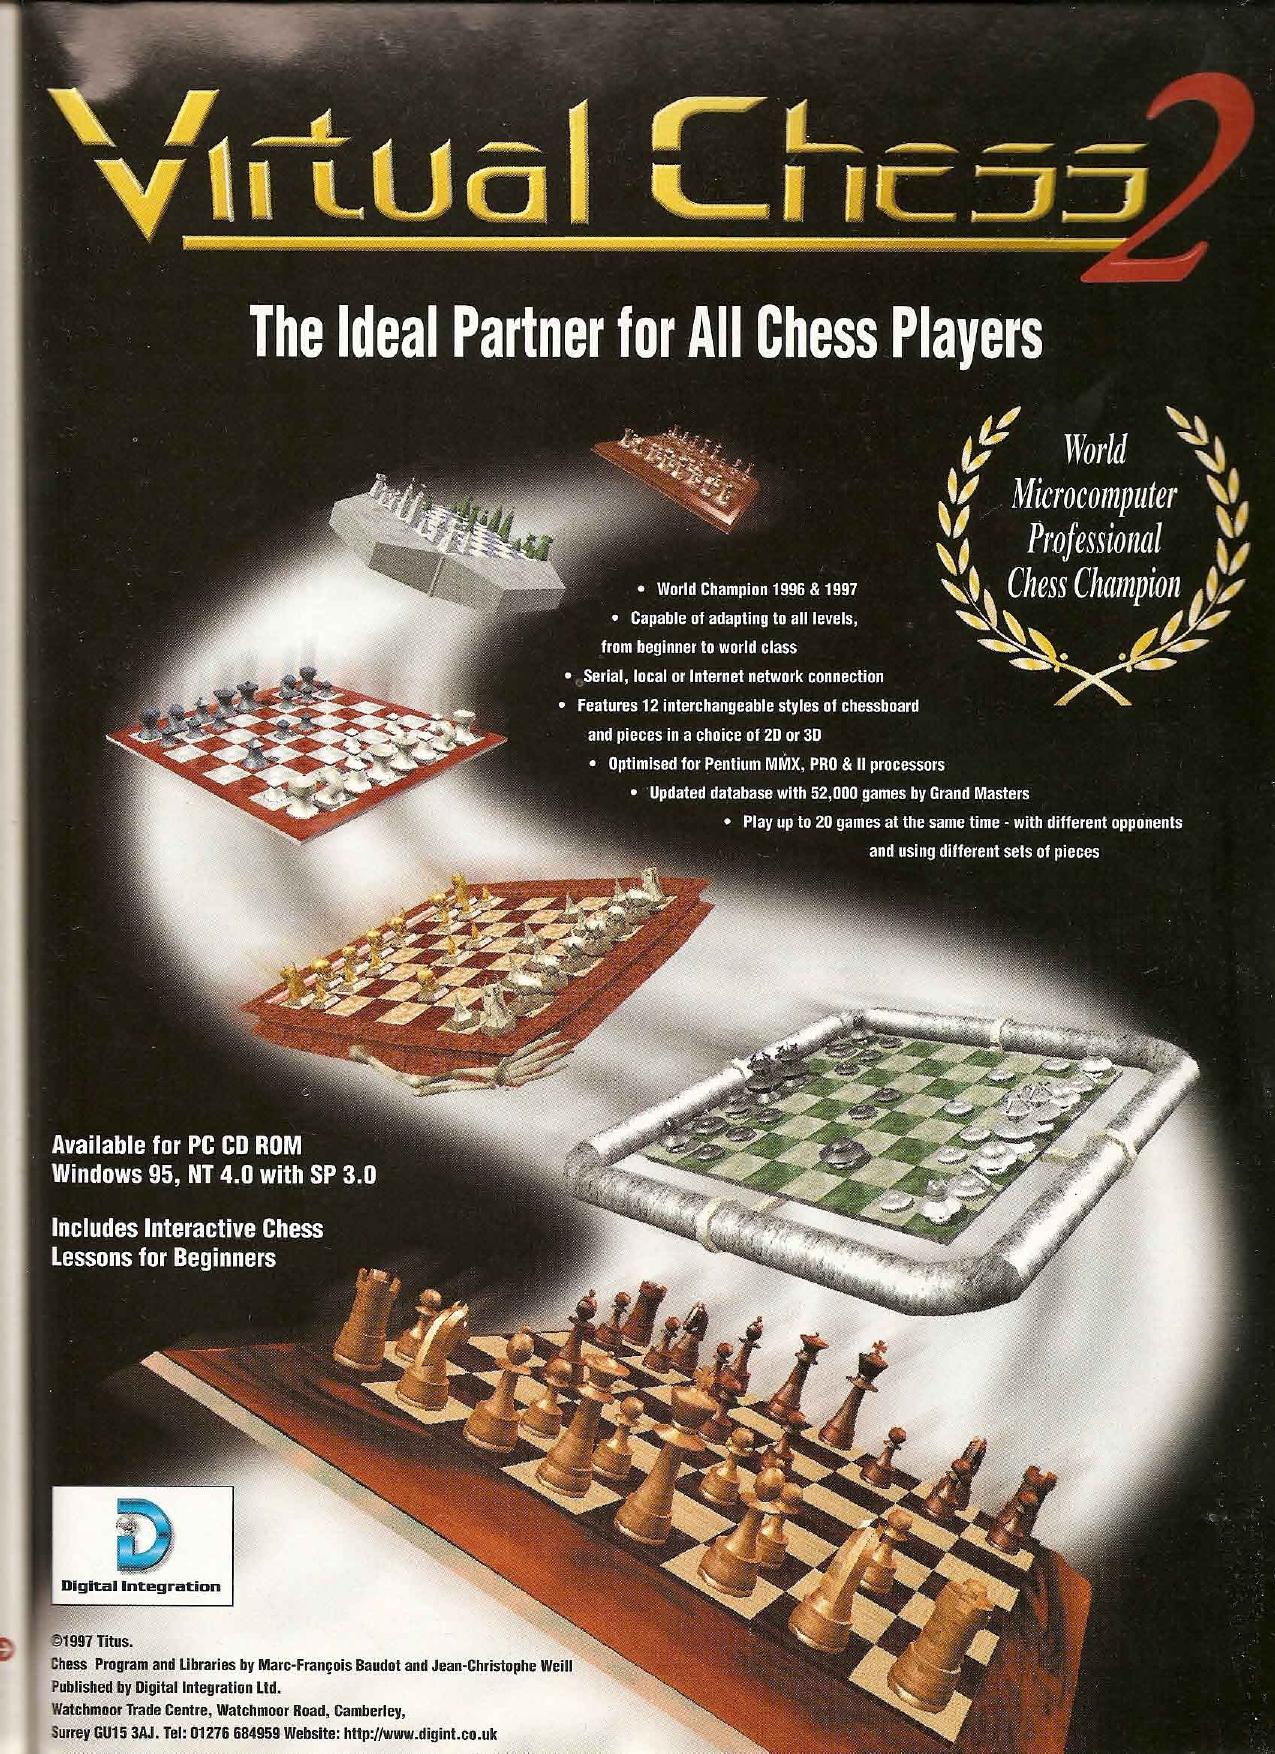 Virtual Chess 2
The Ideal Partner for All Chess Players
World
Microcomputer
Professional
Chess Champion
• World Champion 1996 & 1997
• Capable of adapting to all levels,
from beginner to world class
• Serial, local or Internet network connection
• Features 12 interchangeable styles of chessboard
and pieces in a choice of 2D or 3D
• Optimised for Pentium MMX, PRO & II processors
• Updated database with 52,000 games by Grand Masters
• Play up to 20 games at the same time - with different opponents
and using different sets of pieces
Available for PC CD ROM
Windows 95, NT 4.0 with SP 3.0
Includes Interactive Chess
Lessons for Beginners
D
Digital Integration
©1997 Titus.
Chess Program and Libraries by Marc-François Baudot and Jean-Christophe Weill
Published by Digital Integration Ltd.
Watchmoor Trade Centre, Watchmoor Road, Camberley,
Surrey GU15 3AJ. Tel: 01276 684959 Website: http://www.digint.co.uk